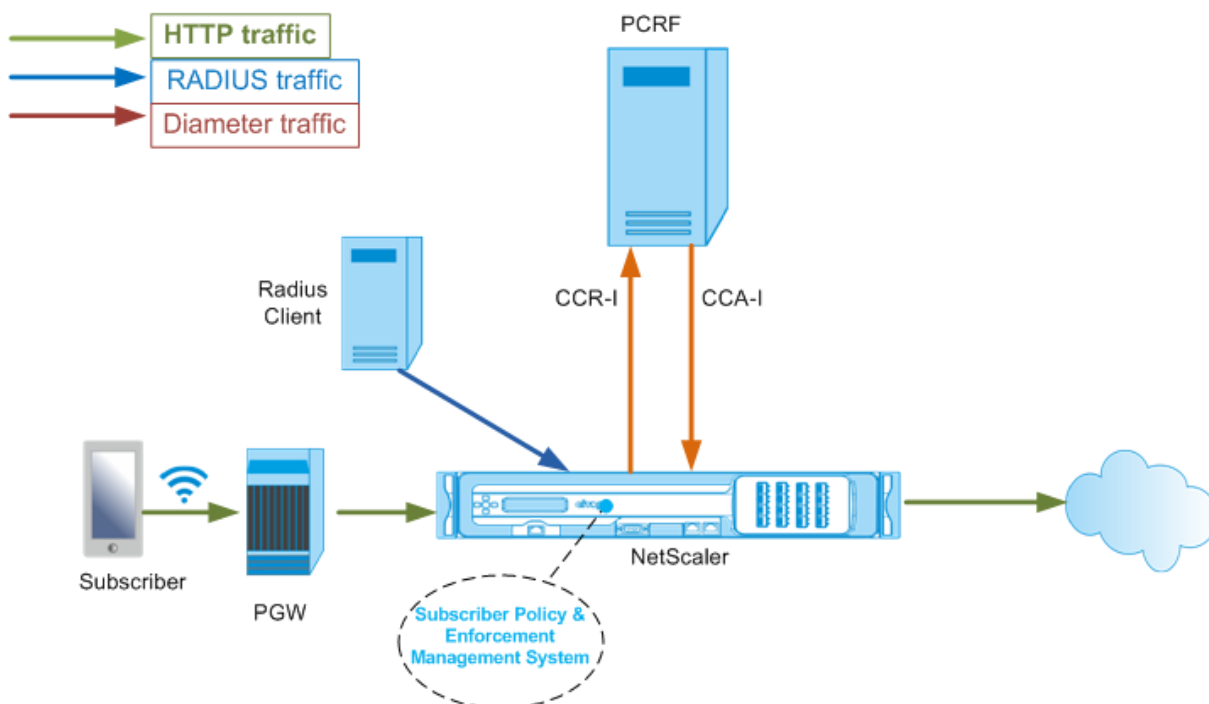 HTTP traffic
RADIUS traffic
Diameter traffic
PCRF
Radius
Client
CCR-I
CCA-I
Subscriber
PGW
NetScaler
Subscriber Policy &
Enforcement
Management System